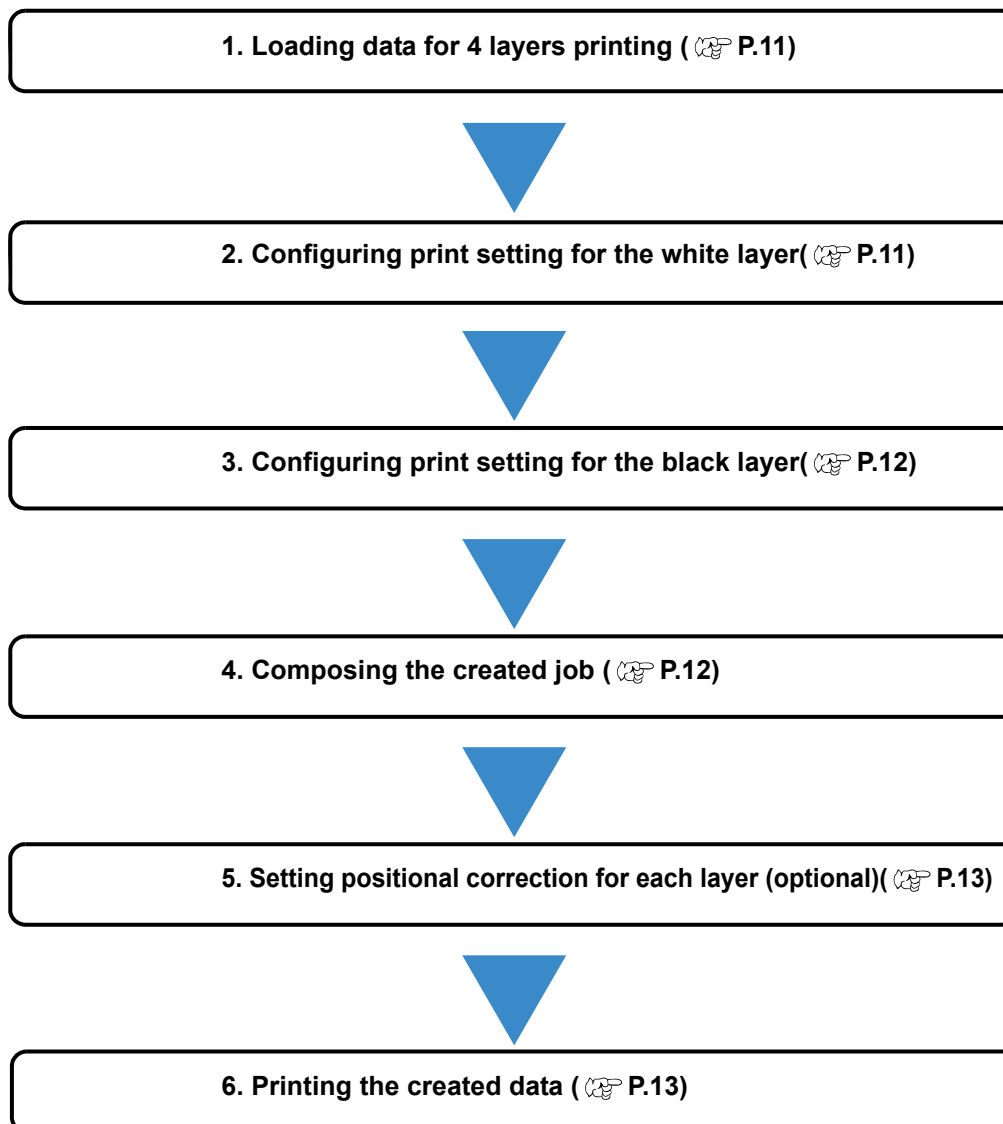 1. Loading data for 4 layers printing ( P.11)
2. Configuring print setting for the white layer( P.11)
3. Configuring print setting for the black layer( P.12)
4. Composing the created job ( P.12)
5. Setting positional correction for each layer (optional)( P.13)
6. Printing the created data ( P.13)